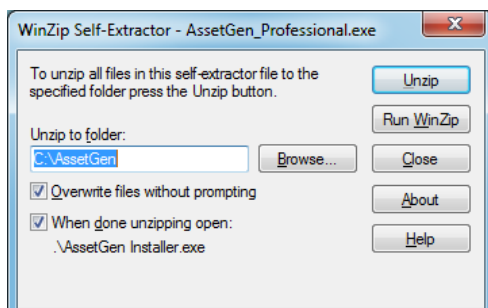 WinZip Self-Extractor - AssetGen_Professional.exe
To unzip all files in this self-extractor file to the
specified folder press the Unzip button.
Unzip
Run WinZip
Unzip to folder:
C:\AssetGen
Browse...
Close
Overwrite files without prompting
About
When done unzipping open:
.\AssetGen Installer.exe
Help